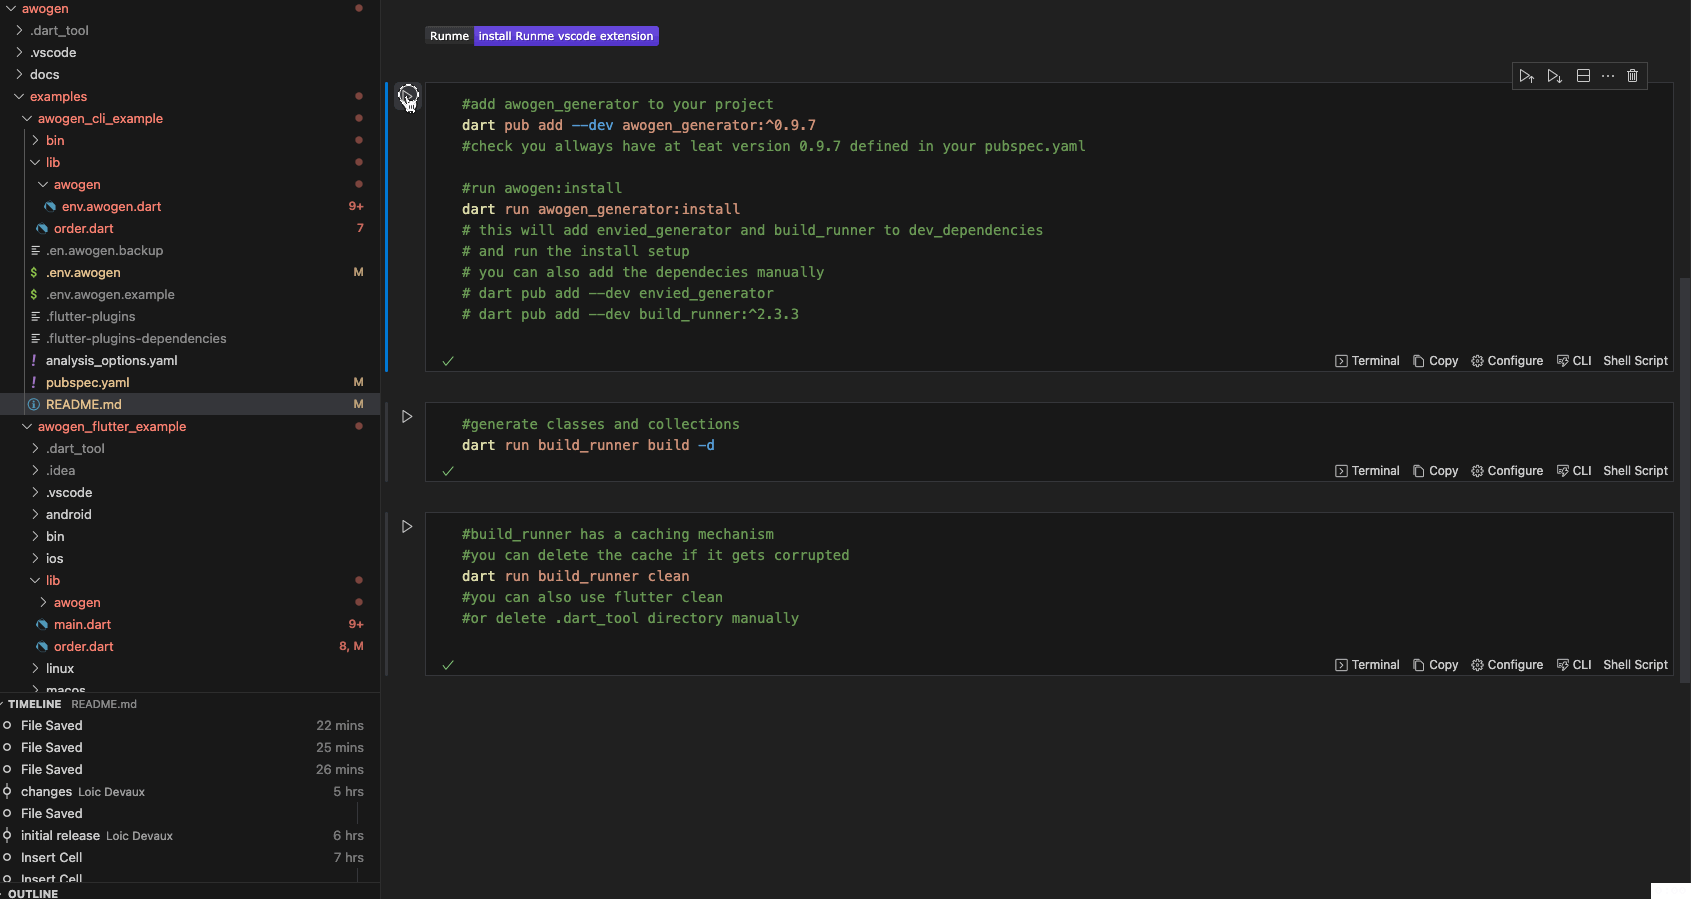 awogen
.dart_tool
.vscode
docs
examples
awogen_cli_example
bin
lib
awogen
env.awogen.dart 9+
order.dart 7
.en.awogen.backup
$ .env.awogen M
$ .env.awogen.example
.flutter-plugins
.flutter-plugins-dependencies
! analysis_options.yaml
! pubspec.yaml M
README.md M
awogen_flutter_example
.dart_tool
.idea
.vscode
android
bin
ios
lib
awogen
main.dart 9+
order.dart 8, M
linux
macos
TIMELINE README.md
File Saved 22 mins
File Saved 25 mins
File Saved 26 mins
changes Loic Devaux 5 hrs
File Saved
initial release Loic Devaux 6 hrs
Insert Cell 7 hrs
Insert Cell
OUTLINE
Runme install Runme vscode extension
#add awogen_generator to your project
dart pub add --dev awogen_generator:^0.9.7
#check you allways have at leat version 0.9.7 defined in your pubspec.yaml
#run awogen:install
dart run awogen_generator:install
# this will add envied_generator and build_runner to dev_dependencies
# and run the install setup
# you can also add the dependecies manually
# dart pub add --dev envied_generator
# dart pub add --dev build_runner:^2.3.3
Terminal Copy Configure CLI Shell Script
#generate classes and collections
dart run build_runner build -d
Terminal Copy Configure CLI Shell Script
#build_runner has a caching mechanism
#you can delete the cache if it gets corrupted
dart run build_runner clean
#you can also use flutter clean
#or delete .dart_tool directory manually
Terminal Copy Configure CLI Shell Script